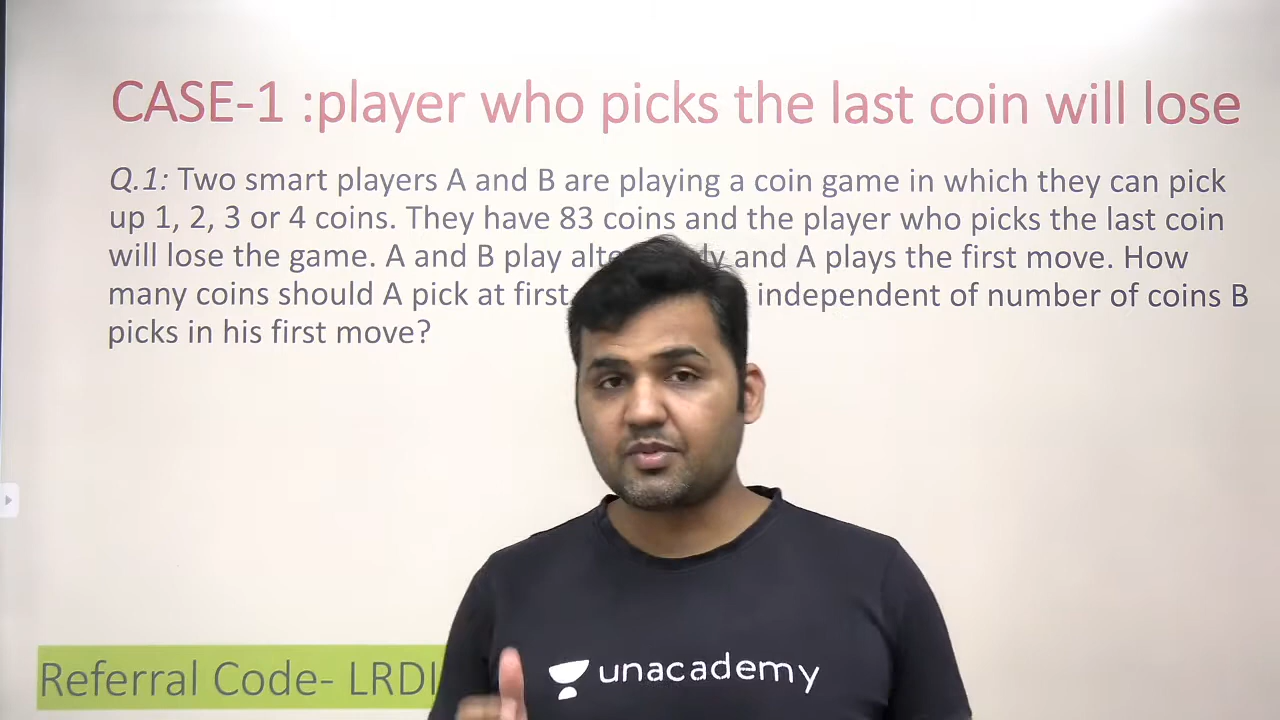 CASE-1 :player who picks the last coin will lose
Q.1: Two smart players A and B are playing a coin game in which they can pick
up 1, 2, 3 or 4 coins. They have 83 coins and the player who picks the last coin
will lose the game. A and B play and A plays the first move. How
many coins should A pick at first independent of number of coins B
picks in his first move?
Referral Code- LRDI
unacademy